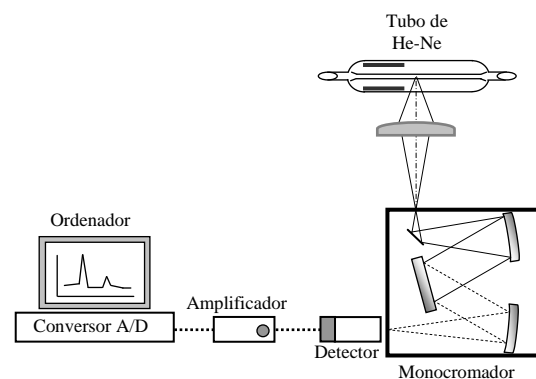 Tubo de
He-Ne
Ordenador
Amplificador
Conversor A/D
Detector
Monocromador